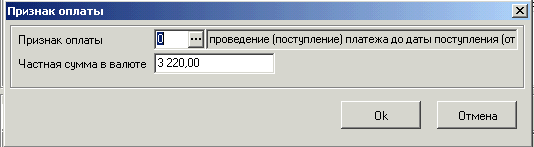 Признак оплаты
Признак оплаты 0 ... проведение (поступление) платежа до даты поступления (от
Частная сумма в валюте 3 220,00
Ok Отмена